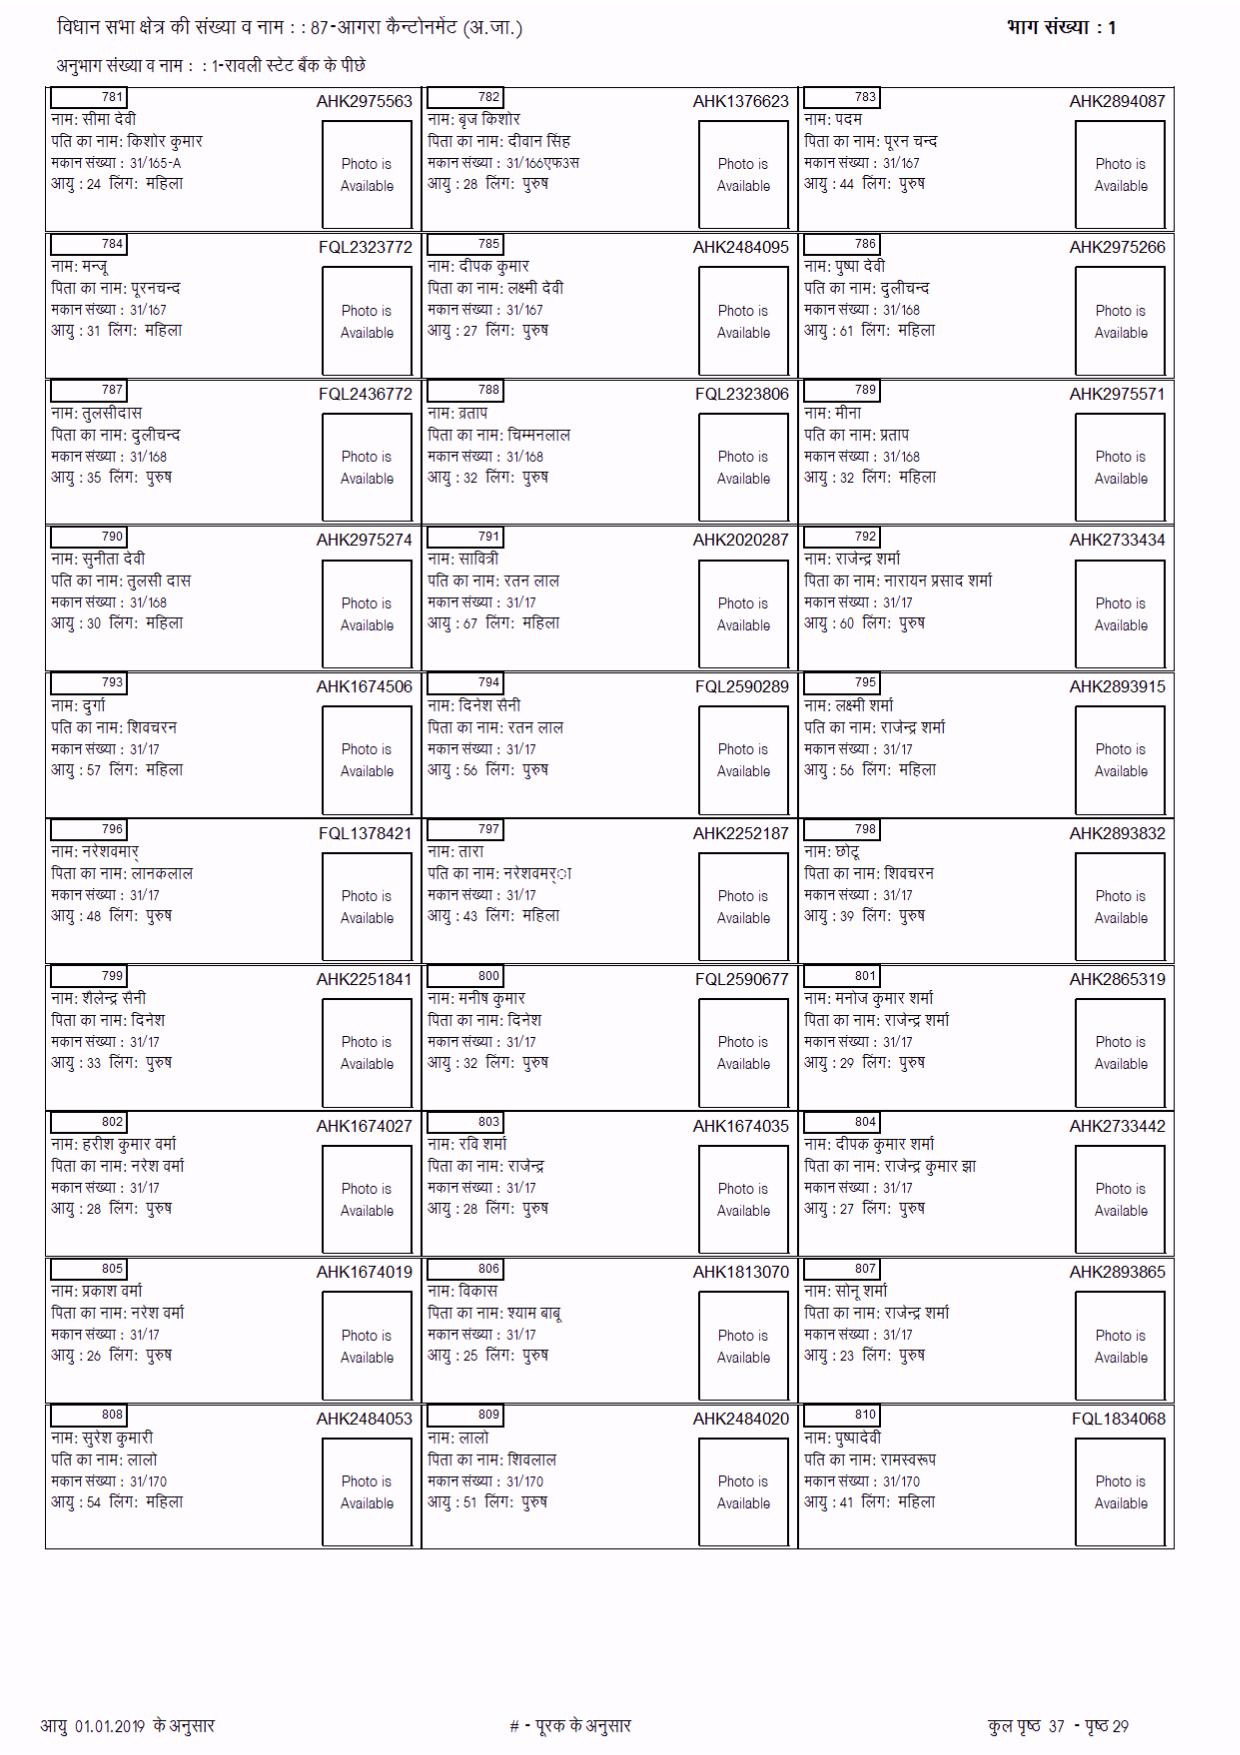 विधान सभा क्षेत्र की संख्या व नाम : : 87-आगरा कैन्टोनमेंट (अ.जा.)
भाग संख्या : 1
अनुभाग संख्या व नाम : : 1-रावली स्टेट बैंक के पीछे
781 AHK2975563
नाम: सीमा देवी
पति का नाम: किशोर कुमार
मकान संख्या : 31/165-A
आयु : 24 लिंग: महिला
Photo is
Available
782 AHK1376623
नाम: बृज किशोर
पिता का नाम: दीवान सिंह
मकान संख्या : 31/166एफ3स
आयु : 28 लिंग: पुरुष
Photo is
Available
783 AHK2894087
नाम: पदम
पिता का नाम: पूरन चन्द
मकान संख्या : 31/167
आयु : 44 लिंग: पुरुष
Photo is
Available
784 FQL2323772
नाम: मन्जू
पिता का नाम: पूरनचन्द
मकान संख्या : 31/167
आयु : 31 लिंग: महिला
Photo is
Available
785 AHK2484095
नाम: दीपक कुमार
पिता का नाम: लक्ष्मी देवी
मकान संख्या : 31/167
आयु : 27 लिंग: पुरुष
Photo is
Available
786 AHK2975266
नाम: पुष्पा देवी
पति का नाम: दुलीचन्द
मकान संख्या : 31/168
आयु : 61 लिंग: महिला
Photo is
Available
787 FQL2436772
नाम: तुलसीदास
पिता का नाम: दुलीचन्द
मकान संख्या : 31/168
आयु : 35 लिंग: पुरुष
Photo is
Available
788 FQL2323806
नाम: व्रताप
पिता का नाम: चिम्मनलाल
मकान संख्या : 31/168
आयु : 32 लिंग: पुरुष
Photo is
Available
789 AHK2975571
नाम: मीना
पति का नाम: प्रताप
मकान संख्या : 31/168
आयु : 32 लिंग: महिला
Photo is
Available
790 AHK2975274
नाम: सुनीता देवी
पति का नाम: तुलसी दास
मकान संख्या : 31/168
आयु : 30 लिंग: महिला
Photo is
Available
791 AHK2020287
नाम: सावित्री
पति का नाम: रतन लाल
मकान संख्या : 31/17
आयु : 67 लिंग: महिला
Photo is
Available
792 AHK2733434
नाम: राजेन्द्र शर्मा
पिता का नाम: नारायन प्रसाद शर्मा
मकान संख्या : 31/17
आयु : 60 लिंग: पुरुष
Photo is
Available
793 AHK1674506
नाम: दुर्गा
पति का नाम: शिवचरन
मकान संख्या : 31/17
आयु : 57 लिंग: महिला
Photo is
Available
794 FQL2590289
नाम: दिनेश सैनी
पिता का नाम: रतन लाल
मकान संख्या : 31/17
आयु : 56 लिंग: पुरुष
Photo is
Available
795 AHK2893915
नाम: लक्ष्मी शर्मा
पति का नाम: राजेन्द्र शर्मा
मकान संख्या : 31/17
आयु : 56 लिंग: महिला
Photo is
Available
796 FQL1378421
नाम: नरेशवमार्
पिता का नाम: लानकलाल
मकान संख्या : 31/17
आयु : 48 लिंग: पुरुष
Photo is
Available
797 AHK2252187
नाम: तारा
पति का नाम: नरेशवमर््ा
मकान संख्या : 31/17
आयु : 43 लिंग: महिला
Photo is
Available
798 AHK2893832
नाम: छोटू
पिता का नाम: शिवचरन
मकान संख्या : 31/17
आयु : 39 लिंग: पुरुष
Photo is
Available
799 AHK2251841
नाम: शैलेन्द्र सैनी
पिता का नाम: दिनेश
मकान संख्या : 31/17
आयु : 33 लिंग: पुरुष
Photo is
Available
800 FQL2590677
नाम: मनीष कुमार
पिता का नाम: दिनेश
मकान संख्या : 31/17
आयु : 32 लिंग: पुरुष
Photo is
Available
801 AHK2865319
नाम: मनोज कुमार शर्मा
पिता का नाम: राजेन्द्र शर्मा
मकान संख्या : 31/17
आयु : 29 लिंग: पुरुष
Photo is
Available
802 AHK1674027
नाम: हरीश कुमार वर्मा
पिता का नाम: नरेश वर्मा
मकान संख्या : 31/17
आयु : 28 लिंग: पुरुष
Photo is
Available
803 AHK1674035
नाम: रवि शर्मा
पिता का नाम: राजेन्द्र
मकान संख्या : 31/17
आयु : 28 लिंग: पुरुष
Photo is
Available
804 AHK2733442
नाम: दीपक कुमार शर्मा
पिता का नाम: राजेन्द्र कुमार झा
मकान संख्या : 31/17
आयु : 27 लिंग: पुरुष
Photo is
Available
805 AHK1674019
नाम: प्रकाश वर्मा
पिता का नाम: नरेश वर्मा
मकान संख्या : 31/17
आयु : 26 लिंग: पुरुष
Photo is
Available
806 AHK1813070
नाम: विकास
पिता का नाम: श्याम बाबू
मकान संख्या : 31/17
आयु : 25 लिंग: पुरुष
Photo is
Available
807 AHK2893865
नाम: सोनू शर्मा
पिता का नाम: राजेन्द्र शर्मा
मकान संख्या : 31/17
आयु : 23 लिंग: पुरुष
Photo is
Available
808 AHK2484053
नाम: सुरेश कुमारी
पति का नाम: लालो
मकान संख्या : 31/170
आयु : 54 लिंग: महिला
Photo is
Available
809 AHK2484020
नाम: लालो
पिता का नाम: शिवलाल
मकान संख्या : 31/170
आयु : 51 लिंग: पुरुष
Photo is
Available
810 FQL1834068
नाम: पुष्पादेवी
पति का नाम: रामस्वरूप
मकान संख्या : 31/170
आयु : 41 लिंग: महिला
Photo is
Available
आयु 01.01.2019 के अनुसार
# - पूरक के अनुसार
कुल पृष्ठ 37 - पृष्ठ 29